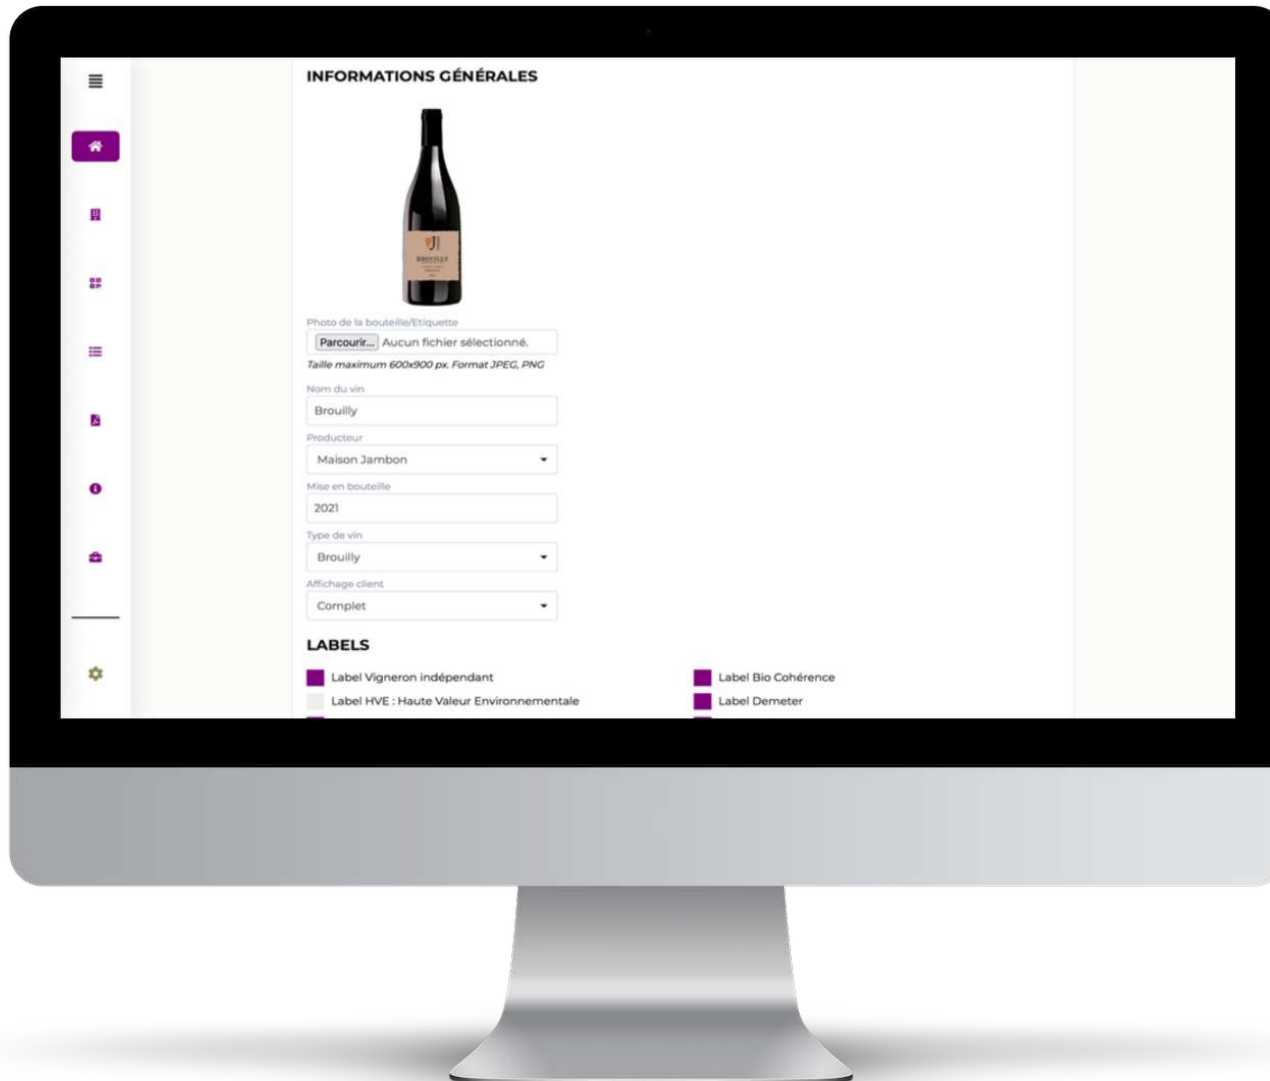 INFORMATIONS GÉNÉRALES
BROUILLY
Photo de la bouteille/Etiquette
Parcourir... Aucun fichier sélectionné.
Taille maximum 600x900 px. Format JPEG, PNG
Nom du vin
Brouilly
Producteur
Maison Jambon
Mise en bouteille
2021
Type de vin
Brouilly
Affichage client
Complet
LABELS
Label Vigneron indépendant
Label Bio Cohérence
Label HVE : Haute Valeur Environnementale
Label Demeter